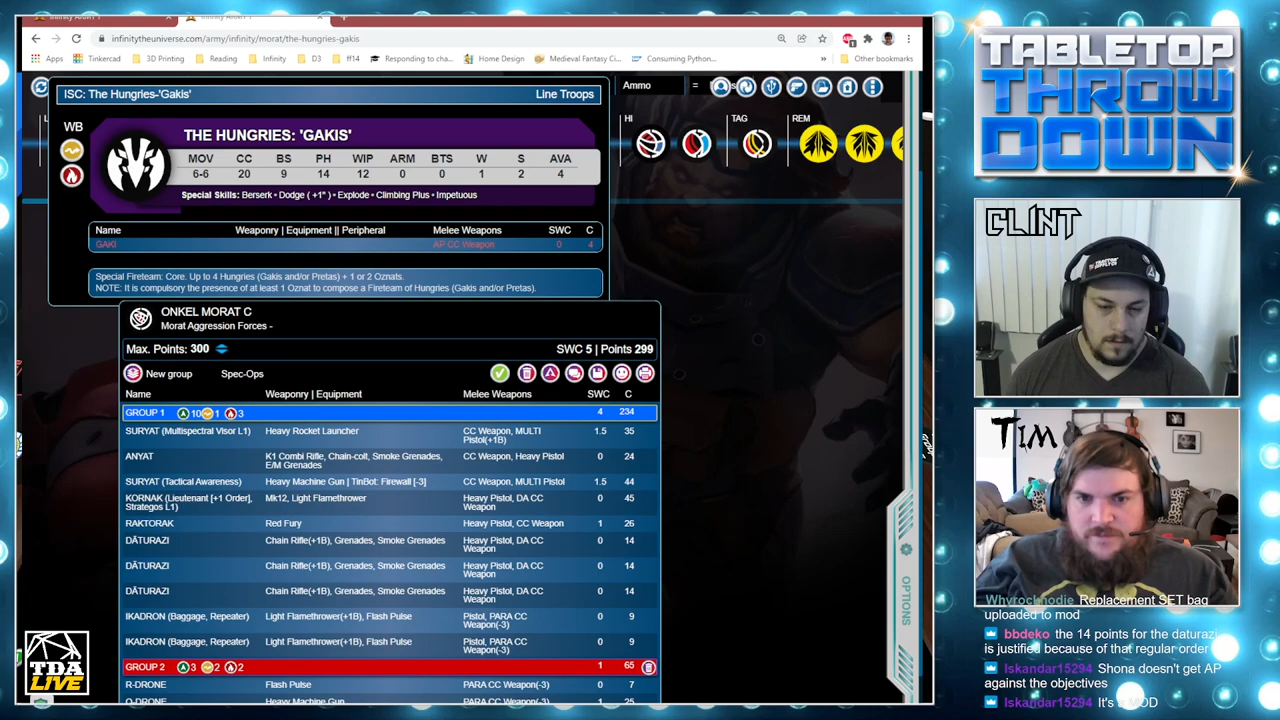 infinitytheuniverse.com/army/infinity/morat/the-hungries-gakis
Apps Tinkercad 3D Printing Reading Infinity D3 ff14 Responding to cha... Home Design Medieval Fantasy Ci... Consuming Python... » Other bookmarks
ISC: The Hungries-'Gakis' Line Troops
Ammo =
HI TAG REM
WB
THE HUNGRIES: 'GAKIS'
MOV CC BS PH WIP ARM BTS W S AVA
6-6 20 9 14 12 0 0 1 2 4
Special Skills: Berserk • Dodge ( +1" ) • Explode • Climbing Plus • Impetuous
Name Weaponry | Equipment || Peripheral Melee Weapons SWC C
GAKI AP CC Weapon 0 4
Special Fireteam: Core. Up to 4 Hungries (Gakis and/or Pretas) + 1 or 2 Oznats.
NOTE: It is compulsory the presence of at least 1 Oznat to compose a Fireteam of Hungries (Gakis and/or Pretas).
ONKEL MORAT C
Morat Aggression Forces -
Max. Points: 300 SWC 5 | Points 299
New group Spec-Ops
Name Weaponry | Equipment Melee Weapons SWC C
GROUP 1 10 1 3 4 234
SURYAT (Multispectral Visor L1) Heavy Rocket Launcher CC Weapon, MULTI Pistol(+1B) 1.5 35
ANYAT K1 Combi Rifle, Chain-colt, Smoke Grenades, E/M Grenades CC Weapon, Heavy Pistol 0 24
SURYAT (Tactical Awareness) Heavy Machine Gun | TinBot: Firewall [-3] CC Weapon, MULTI Pistol 1.5 44
KORNAK (Lieutenant [+1 Order], Strategos L1) Mk12, Light Flamethrower Heavy Pistol, DA CC Weapon 0 45
RAKTORAK Red Fury Heavy Pistol, CC Weapon 1 26
DĀTURAZI Chain Rifle(+1B), Grenades, Smoke Grenades Heavy Pistol, DA CC Weapon 0 14
DĀTURAZI Chain Rifle(+1B), Grenades, Smoke Grenades Heavy Pistol, DA CC Weapon 0 14
DĀTURAZI Chain Rifle(+1B), Grenades, Smoke Grenades Heavy Pistol, DA CC Weapon 0 14
IKADRON (Baggage, Repeater) Light Flamethrower(+1B), Flash Pulse Pistol, PARA CC Weapon(-3) 0 9
IKADRON (Baggage, Repeater) Light Flamethrower(+1B), Flash Pulse Pistol, PARA CC Weapon(-3) 0 9
GROUP 2 3 2 2 1 65
R-DRONE Flash Pulse PARA CC Weapon(-3) 0 7
Q-DRONE Heavy Machine Gun PARA CC Weapon(-3) 1 25
OPTIONS
TDA
LIVE
TABLETOP
THROW
DOWN
CLINT
TIM
Whyrocknodie Replacement SET bag
uploaded to mod
bbdeko the 14 points for the daturazi
is justified because of that regular order
Iskandar15294 Shona doesn't get AP
against the objectives
Iskandar15294 It's a MOD